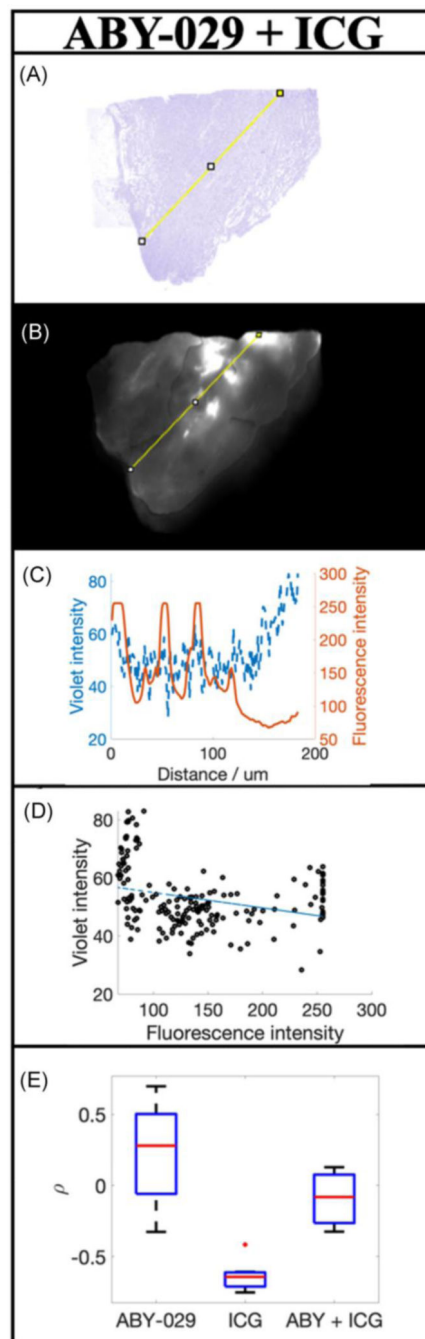 ABY-029 + ICG
(A)
(B)
(C)
80
60
40
20
Violet intensity
300
250
200
150
100
50
Fluorescence intensity
0
100
200
Distance / um
(D)
80
60
40
20
Violet intensity
100
150
200
250
300
Fluorescence intensity
(E)
0.5
0
-0.5
ρ
ABY-029
ICG
ABY + ICG